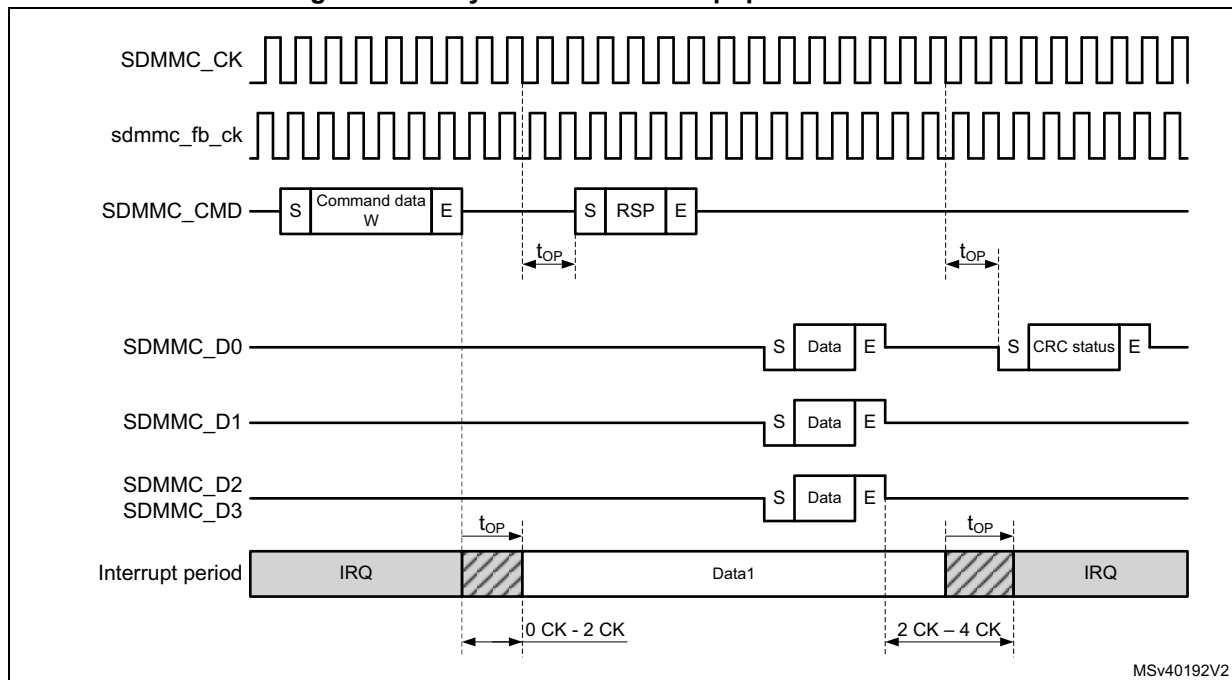 SDMMC_CK
sdmmc_fb_ck
SDMMC_CMD
S
Command data
W
E
S
RSP
E
tOP
tOP
SDMMC_D0
S
Data
E
S
CRC status
E
SDMMC_D1
S
Data
E
SDMMC_D2
SDMMC_D3
S
Data
E
tOP
tOP
Interrupt period
IRQ
Data1
IRQ
0 CK - 2 CK
2 CK – 4 CK
MSv40192V2